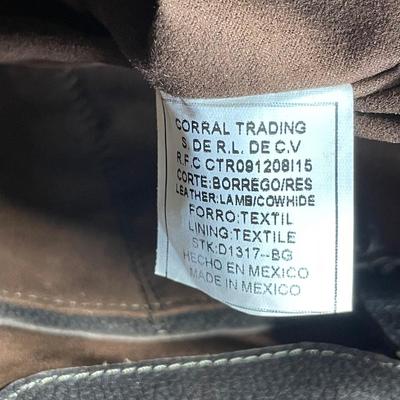 CORRAL TRADING
S. DE R.L. DE C.V
R.F.C CTR091208I15
CORTE:BORREGO/RES
LEATHER:LAMB/COWHIDE
FORRO:TEXTIL
LINING:TEXTILE
STK:D1317--BG
HECHO EN MEXICO
MADE IN MEXICO